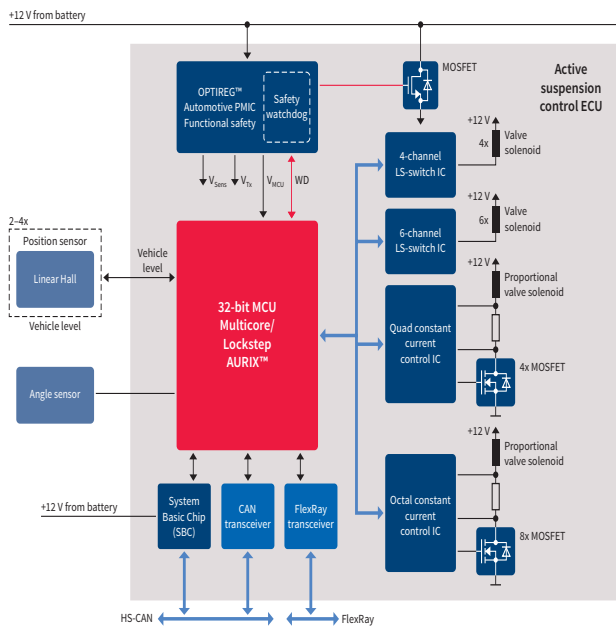 +12 V from battery
MOSFET
Active
suspension
control ECU
OPTIREG™
Automotive PMIC
Functional safety
Safety
watchdog
+12 V
4x
Valve
solenoid
4-channel
LS-switch IC
VSens
VTx
VMCU
WD
+12 V
6x
Valve
solenoid
6-channel
LS-switch IC
2–4x
Position sensor
Linear Hall
Vehicle level
Vehicle
level
32-bit MCU
Multicore/
Lockstep
AURIX™
+12 V
Proportional
valve solenoid
Quad constant
current
control IC
4x MOSFET
Angle sensor
+12 V
Proportional
valve solenoid
Octal constant
current
control IC
8x MOSFET
+12 V from battery
System
Basic Chip
(SBC)
CAN
transceiver
FlexRay
transceiver
HS-CAN
FlexRay